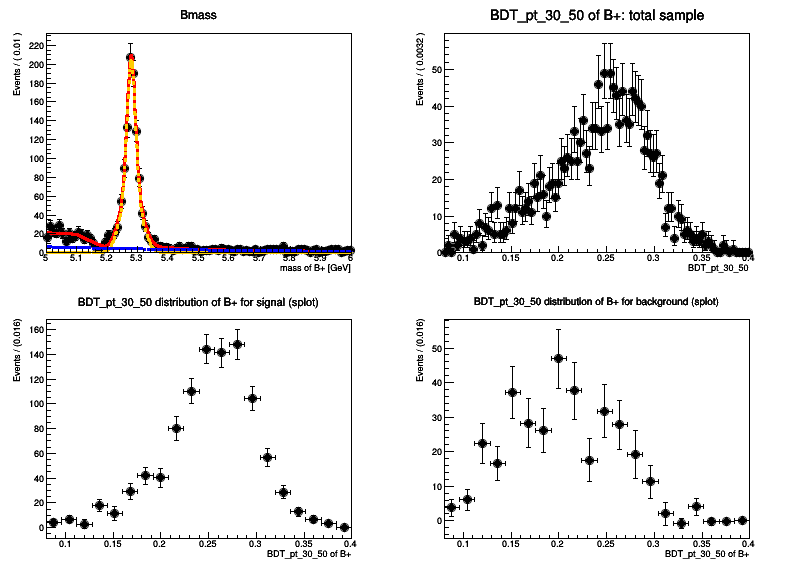 Bmass
Events / ( 0.01 )
220
200
180
160
140
120
100
80
60
40
20
0
5 5.1 5.2 5.3 5.4 5.5 5.6 5.7 5.8 5.9 6
mass of B+ [GeV]
BDT_pt_30_50 of B+: total sample
Events / ( 0.0032 )
50
40
30
20
10
0
0.1 0.15 0.2 0.25 0.3 0.35 0.4
BDT_pt_30_50
BDT_pt_30_50 distribution of B+ for signal (splot)
Events / (0.016)
160
140
120
100
80
60
40
20
0
0.1 0.15 0.2 0.25 0.3 0.35 0.4
BDT_pt_30_50 of B+
BDT_pt_30_50 distribution of B+ for background (splot)
Events / (0.016)
50
40
30
20
10
0
0.1 0.15 0.2 0.25 0.3 0.35 0.4
BDT_pt_30_50 of B+